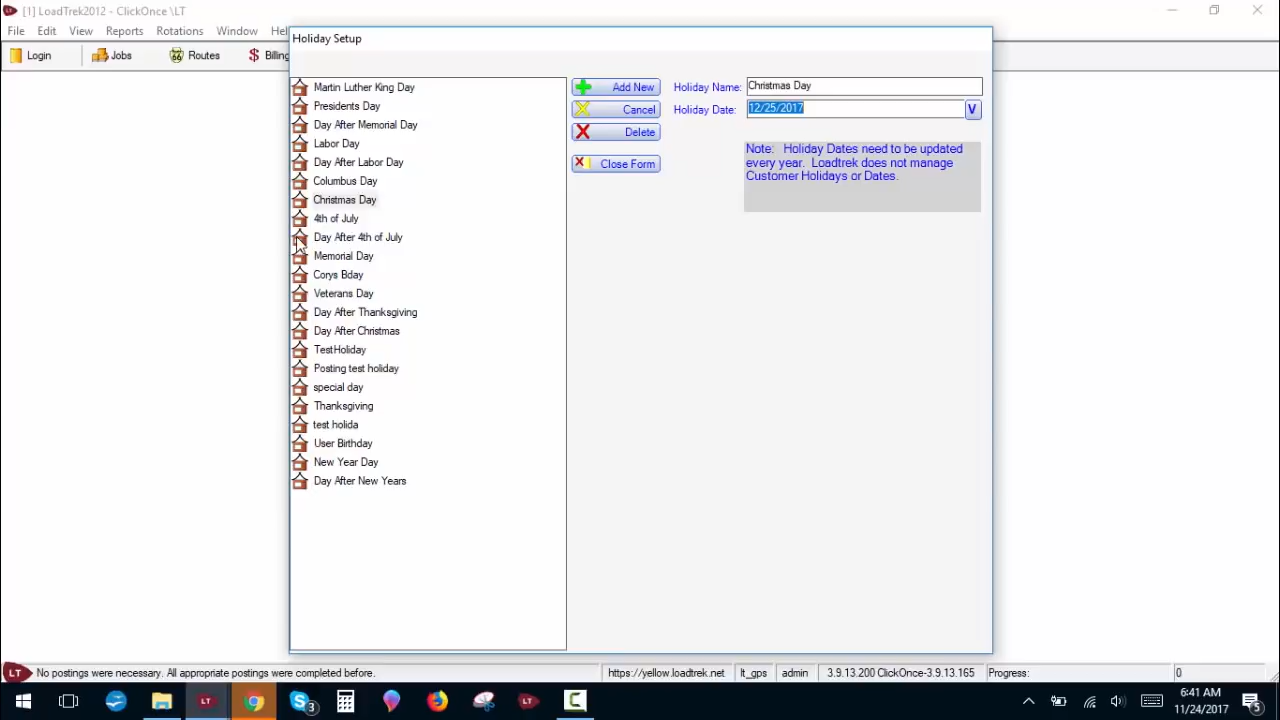 [1] LoadTrek2012 - ClickOnce \LT
File Edit View Reports Rotations Window Hel
Login Jobs 66 Routes $ Billing
Holiday Setup
Martin Luther King Day
Presidents Day
Day After Memorial Day
Labor Day
Day After Labor Day
Columbus Day
Christmas Day
4th of July
Day After 4th of July
Memorial Day
Corys Bday
Veterans Day
Day After Thanksgiving
Day After Christmas
TestHoliday
Posting test holiday
special day
Thanksgiving
test holida
User Birthday
New Year Day
Day After New Years
Add New
Cancel
Delete
Close Form
Holiday Name: Christmas Day
Holiday Date: 12/25/2017 V
Note: Holiday Dates need to be updated
every year. Loadtrek does not manage
Customer Holidays or Dates.
LT No postings were necessary. All appropriate postings were completed before. https://yellow.loadtrek.net lt_gps admin 3.9.13.200 ClickOnce-3.9.13.165 Progress: 0
LT S 3 LT C
6:41 AM
11/24/2017 5